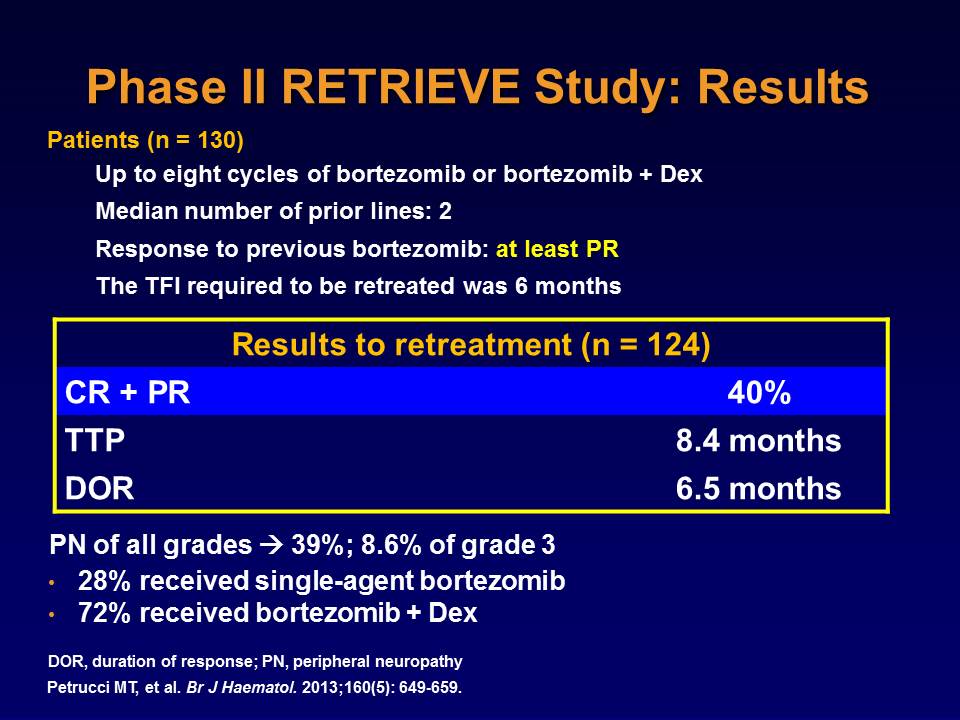 Phase II RETRIEVE Study: Results
Patients (n = 130)
Up to eight cycles of bortezomib or bortezomib + Dex
Median number of prior lines: 2
Response to previous bortezomib: at least PR
The TFI required to be retreated was 6 months
Results to retreatment (n = 124)
CR + PR 40%
TTP 8.4 months
DOR 6.5 months
PN of all grades → 39%; 8.6% of grade 3
• 28% received single-agent bortezomib
• 72% received bortezomib + Dex
DOR, duration of response; PN, peripheral neuropathy
Petrucci MT, et al. Br J Haematol. 2013;160(5): 649-659.